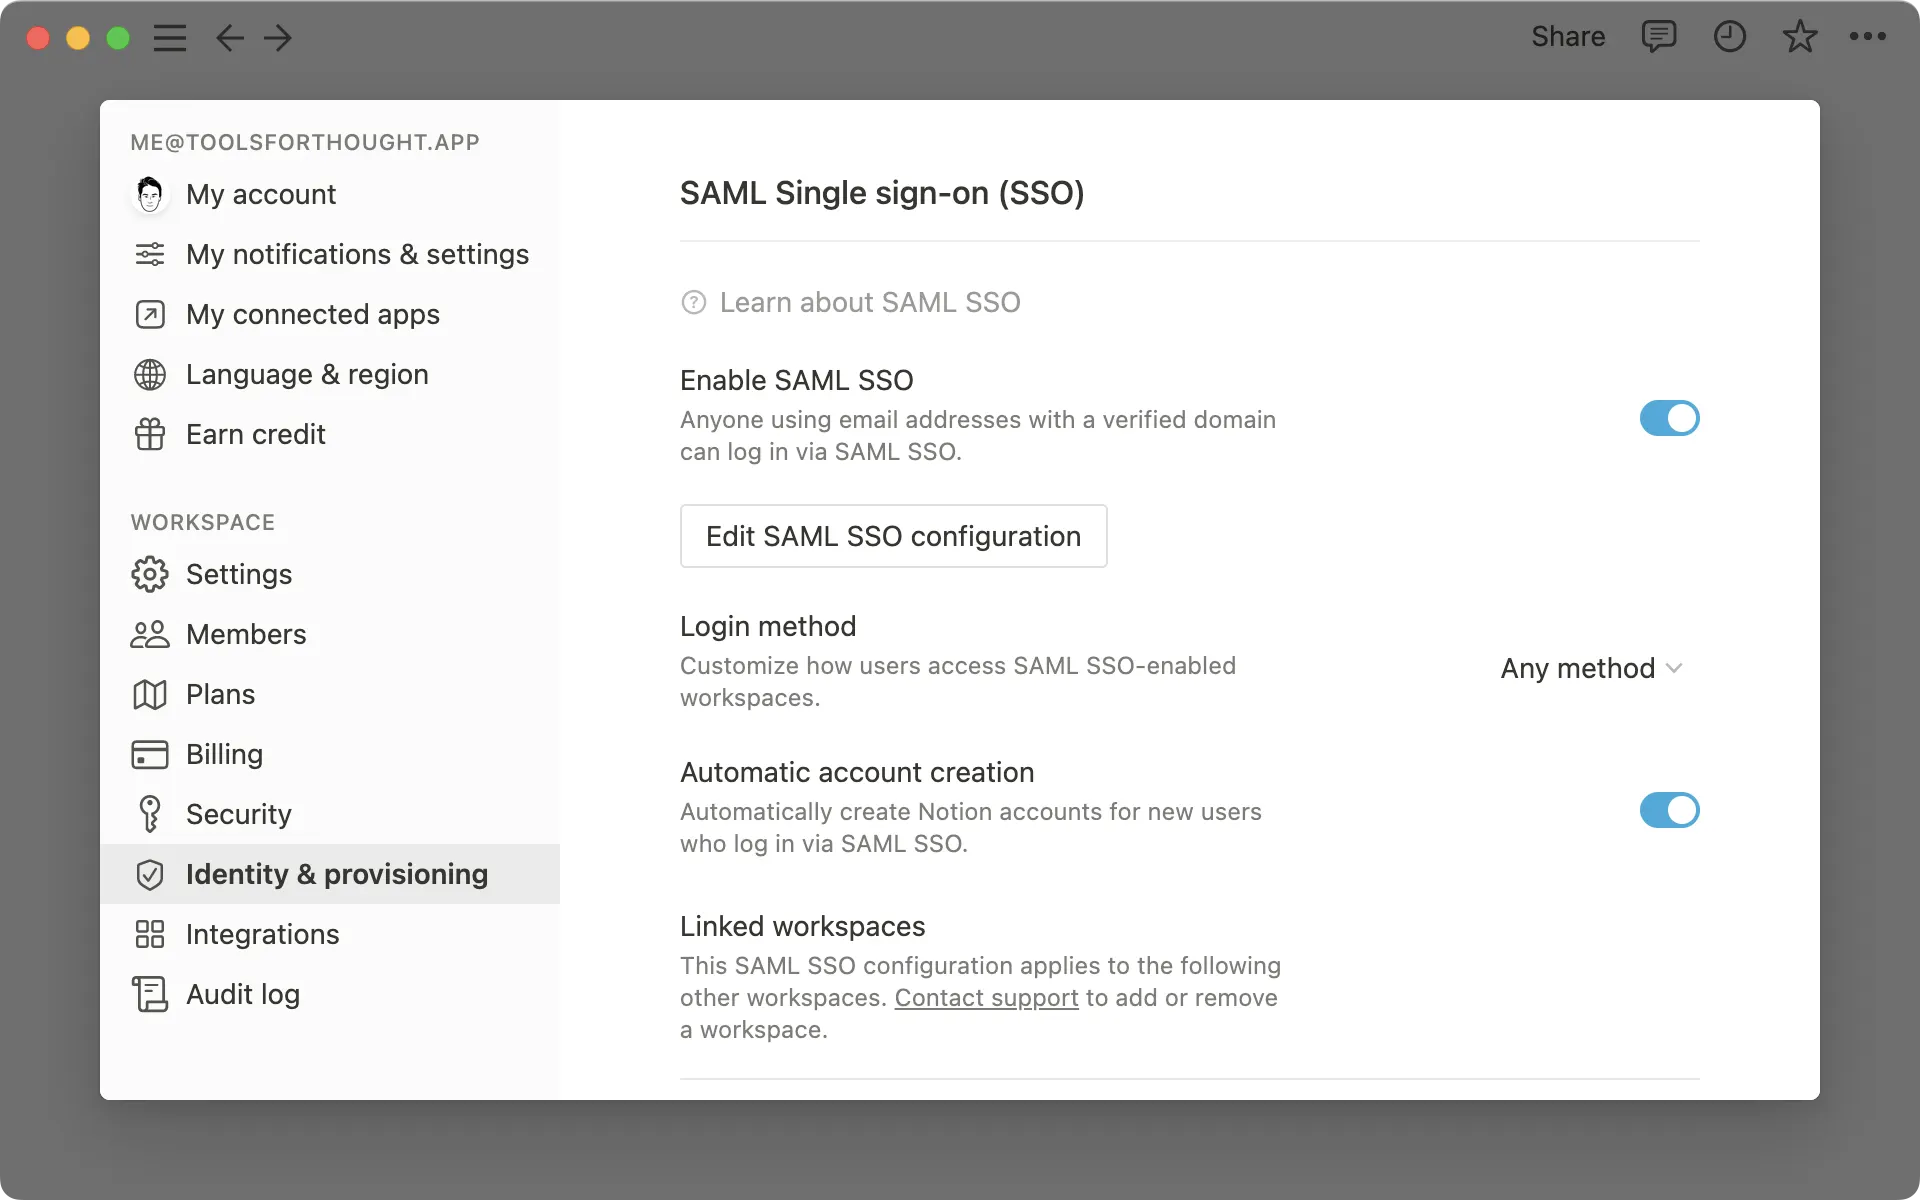 Share
ME@TOOLSFORTHOUGHT.APP
My account
My notifications & settings
My connected apps
Language & region
Earn credit
WORKSPACE
Settings
Members
Plans
Billing
Security
Identity & provisioning
Integrations
Audit log
SAML Single sign-on (SSO)
Learn about SAML SSO
Enable SAML SSO
Anyone using email addresses with a verified domain
can log in via SAML SSO.
Edit SAML SSO configuration
Login method
Customize how users access SAML SSO-enabled
workspaces.
Any method
Automatic account creation
Automatically create Notion accounts for new users
who log in via SAML SSO.
Linked workspaces
This SAML SSO configuration applies to the following
other workspaces. Contact support to add or remove
a workspace.